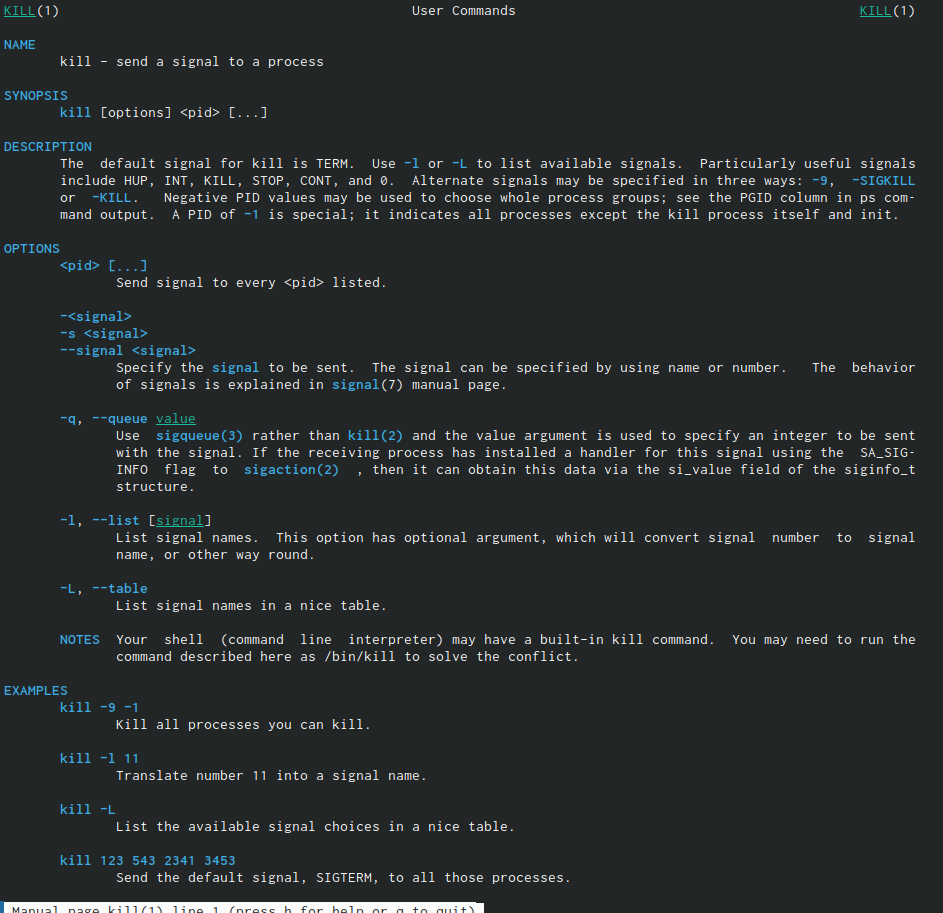 KILL(1) User Commands KILL(1)
NAME
kill - send a signal to a process
SYNOPSIS
kill [options] <pid> [...]
DESCRIPTION
The default signal for kill is TERM. Use -l or -L to list available signals. Particularly useful signals
include HUP, INT, KILL, STOP, CONT, and 0. Alternate signals may be specified in three ways: -9, -SIGKILL
or -KILL. Negative PID values may be used to choose whole process groups; see the PGID column in ps com-
mand output. A PID of -1 is special; it indicates all processes except the kill process itself and init.
OPTIONS
<pid> [...]
Send signal to every <pid> listed.
-<signal>
-s <signal>
--signal <signal>
Specify the signal to be sent. The signal can be specified by using name or number. The behavior
of signals is explained in signal(7) manual page.
-q, --queue value
Use sigqueue(3) rather than kill(2) and the value argument is used to specify an integer to be sent
with the signal. If the receiving process has installed a handler for this signal using the SA_SIG-
INFO flag to sigaction(2) , then it can obtain this data via the si_value field of the siginfo_t
structure.
-l, --list [signal]
List signal names. This option has optional argument, which will convert signal number to signal
name, or other way round.
-L, --table
List signal names in a nice table.
NOTES Your shell (command line interpreter) may have a built-in kill command. You may need to run the
command described here as /bin/kill to solve the conflict.
EXAMPLES
kill -9 -1
Kill all processes you can kill.
kill -l 11
Translate number 11 into a signal name.
kill -L
List the available signal choices in a nice table.
kill 123 543 2341 3453
Send the default signal, SIGTERM, to all those processes.
Manual page kill(1) line 1 (press h for help or q to quit)